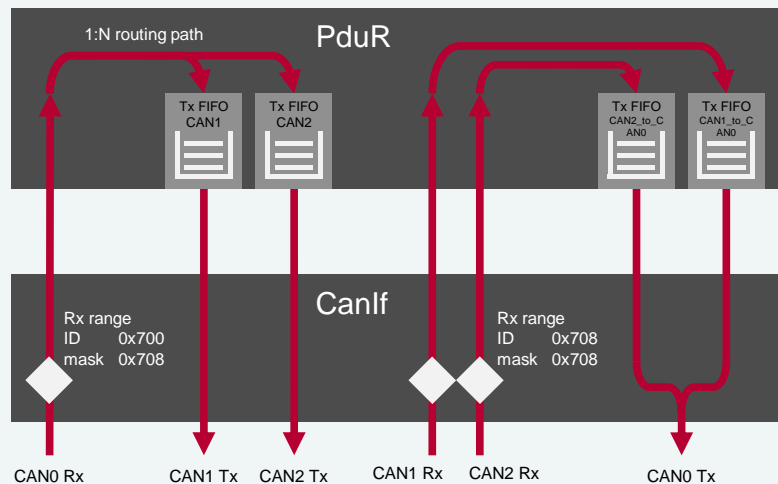 PduR
1:N routing path
Tx FIFO
CAN1
Tx FIFO
CAN2
Tx FIFO
CAN2_to_C
AN0
Tx FIFO
CAN1_to_C
AN0
CanIf
Rx range
ID 0x700
mask 0x708
Rx range
ID 0x708
mask 0x708
CAN0 Rx
CAN1 Tx
CAN2 Tx
CAN1 Rx
CAN2 Rx
CAN0 Tx